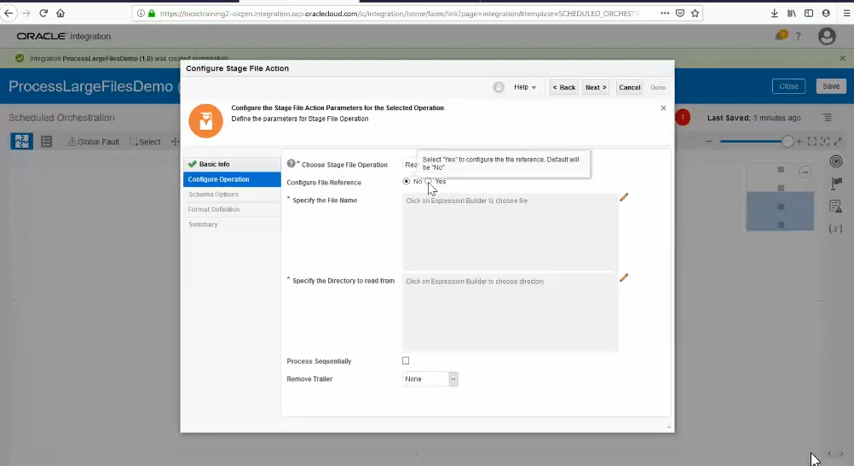 https://oicsctraining2-oicpm.integration.ocp.oraclecloud.com/ic/integration/home/faces/link?page=integration&template=SCHEDULED_ORCHEST
ORACLE Integration
Integration ProcessLargeFilesDemo (1.0) was created successfully.
ProcessLargeFilesDemo (
Close
Save
Scheduled Orchestration
1
Last Saved: 3 minutes ago
Global Fault
Select
Configure Stage File Action
Help
< Back
Next >
Cancel
Done
Configure the Stage File Action Parameters for the Selected Operation
Define the parameters for Stage File Operation
Basic Info
Configure Operation
Schema Options
Format Definition
Summary
* Choose Stage File Operation
Rea
Select "Yes" to configure the file reference. Default will
be "No".
Configure File Reference
No
Yes
* Specify the File Name
Click on Expression Builder to choose file
* Specify the Directory to read from
Click on Expression Builder to choose directory
Process Sequentially
Remove Trailer
None
(x)